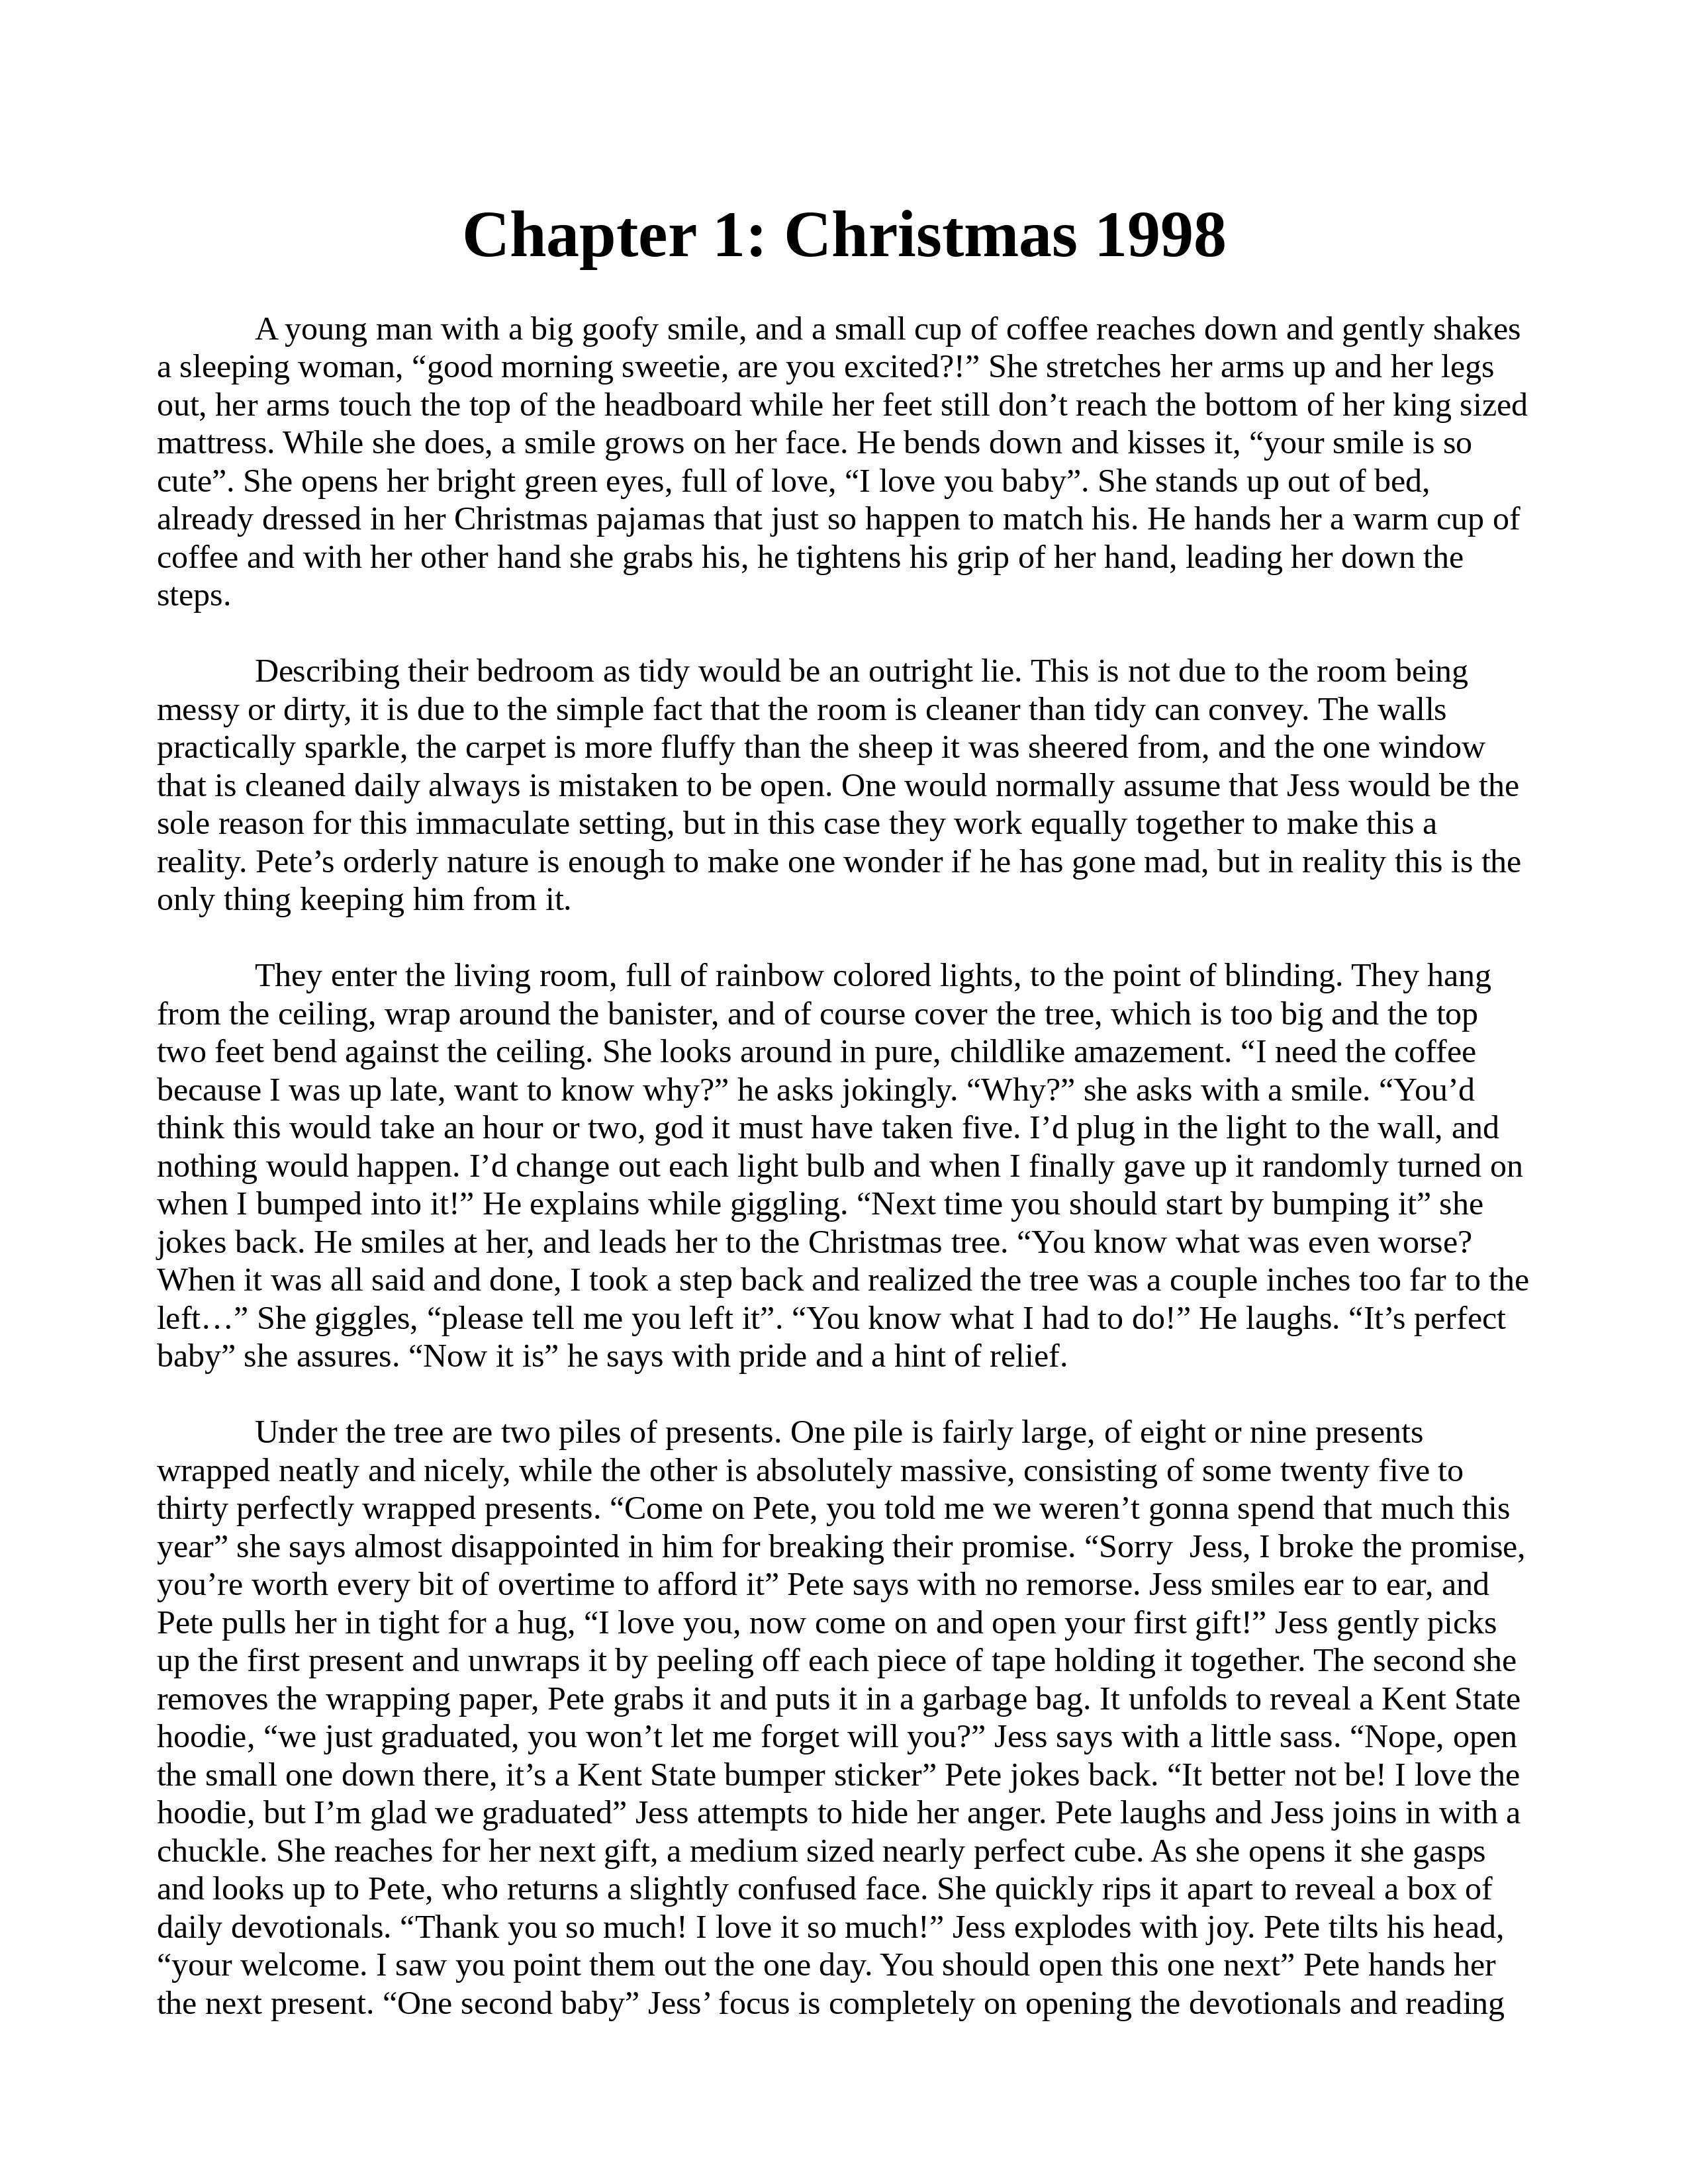 Chapter 1: Christmas 1998
A young man with a big goofy smile, and a small cup of coffee reaches down and gently shakes
a sleeping woman, “good morning sweetie, are you excited?!” She stretches her arms up and her legs
out, her arms touch the top of the headboard while her feet still don’t reach the bottom of her king sized
mattress. While she does, a smile grows on her face. He bends down and kisses it, “your smile is so
cute”. She opens her bright green eyes, full of love, “I love you baby”. She stands up out of bed,
already dressed in her Christmas pajamas that just so happen to match his. He hands her a warm cup of
coffee and with her other hand she grabs his, he tightens his grip of her hand, leading her down the
steps.
Describing their bedroom as tidy would be an outright lie. This is not due to the room being
messy or dirty, it is due to the simple fact that the room is cleaner than tidy can convey. The walls
practically sparkle, the carpet is more fluffy than the sheep it was sheered from, and the one window
that is cleaned daily always is mistaken to be open. One would normally assume that Jess would be the
sole reason for this immaculate setting, but in this case they work equally together to make this a
reality. Pete’s orderly nature is enough to make one wonder if he has gone mad, but in reality this is the
only thing keeping him from it.
They enter the living room, full of rainbow colored lights, to the point of blinding. They hang
from the ceiling, wrap around the banister, and of course cover the tree, which is too big and the top
two feet bend against the ceiling. She looks around in pure, childlike amazement. “I need the coffee
because I was up late, want to know why?” he asks jokingly. “Why?” she asks with a smile. “You’d
think this would take an hour or two, god it must have taken five. I’d plug in the light to the wall, and
nothing would happen. I’d change out each light bulb and when I finally gave up it randomly turned on
when I bumped into it!” He explains while giggling. “Next time you should start by bumping it” she
jokes back. He smiles at her, and leads her to the Christmas tree. “You know what was even worse?
When it was all said and done, I took a step back and realized the tree was a couple inches too far to the
left…” She giggles, “please tell me you left it”. “You know what I had to do!” He laughs. “It’s perfect
baby” she assures. “Now it is” he says with pride and a hint of relief.
Under the tree are two piles of presents. One pile is fairly large, of eight or nine presents
wrapped neatly and nicely, while the other is absolutely massive, consisting of some twenty five to
thirty perfectly wrapped presents. “Come on Pete, you told me we weren’t gonna spend that much this
year” she says almost disappointed in him for breaking their promise. “Sorry  Jess, I broke the promise,
you’re worth every bit of overtime to afford it” Pete says with no remorse. Jess smiles ear to ear, and
Pete pulls her in tight for a hug, “I love you, now come on and open your first gift!” Jess gently picks
up the first present and unwraps it by peeling off each piece of tape holding it together. The second she
removes the wrapping paper, Pete grabs it and puts it in a garbage bag. It unfolds to reveal a Kent State
hoodie, “we just graduated, you won’t let me forget will you?” Jess says with a little sass. “Nope, open
the small one down there, it’s a Kent State bumper sticker” Pete jokes back. “It better not be! I love the
hoodie, but I’m glad we graduated” Jess attempts to hide her anger. Pete laughs and Jess joins in with a
chuckle. She reaches for her next gift, a medium sized nearly perfect cube. As she opens it she gasps
and looks up to Pete, who returns a slightly confused face. She quickly rips it apart to reveal a box of
daily devotionals. “Thank you so much! I love it so much!” Jess explodes with joy. Pete tilts his head,
“your welcome. I saw you point them out the one day. You should open this one next” Pete hands her
the next present. “One second baby” Jess’ focus is completely on opening the devotionals and reading